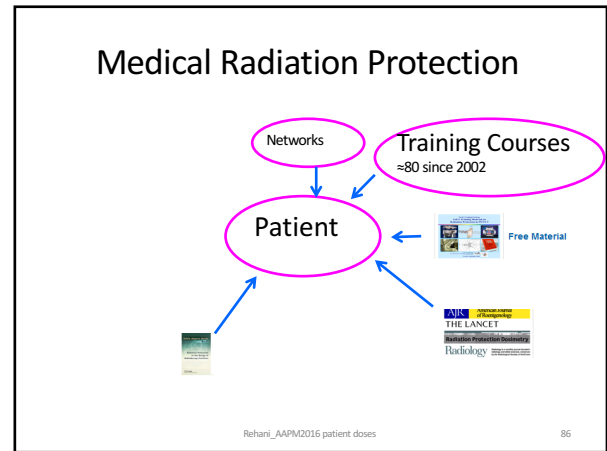 Medical Radiation Protection
Networks
Training Courses
≈80 since 2002
Patient
Free Material
AJR American Journal
of Roentgenology
THE LANCET
Radiation Protection Dosimetry
Radiology
Rehani_AAPM2016 patient doses
86